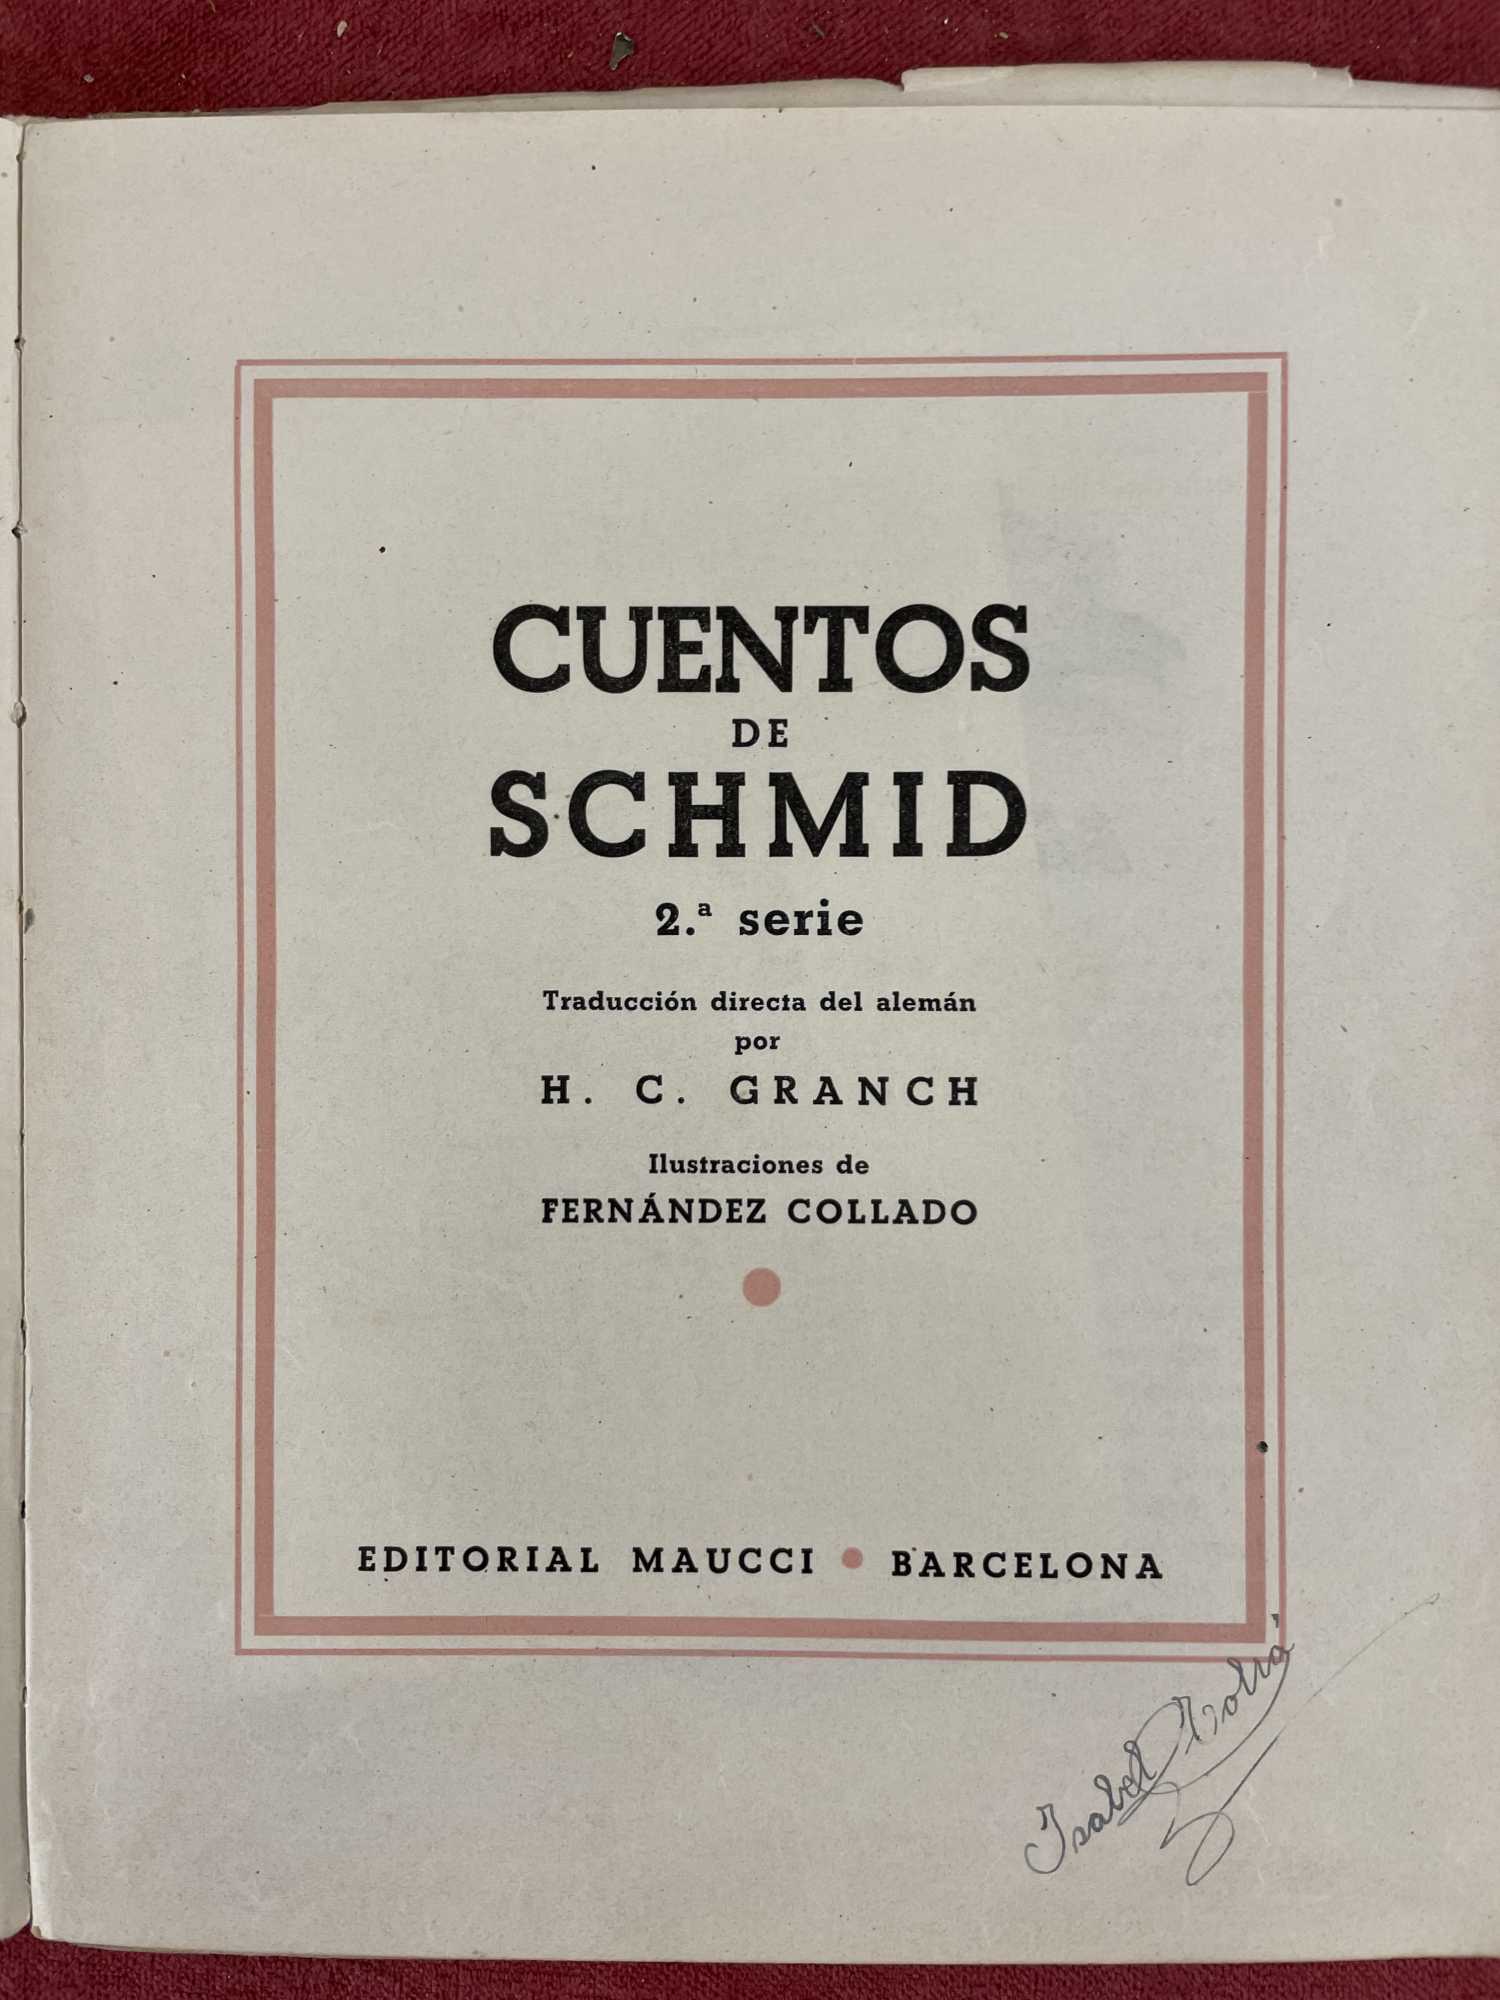 CUENTOS
DE
SCHMID
2.ª serie
Traducción directa del alemán
por
H. C. GRANCH
Ilustraciones de
FERNÁNDEZ COLLADO
EDITORIAL MAUCCI • BARCELONA
Isabel